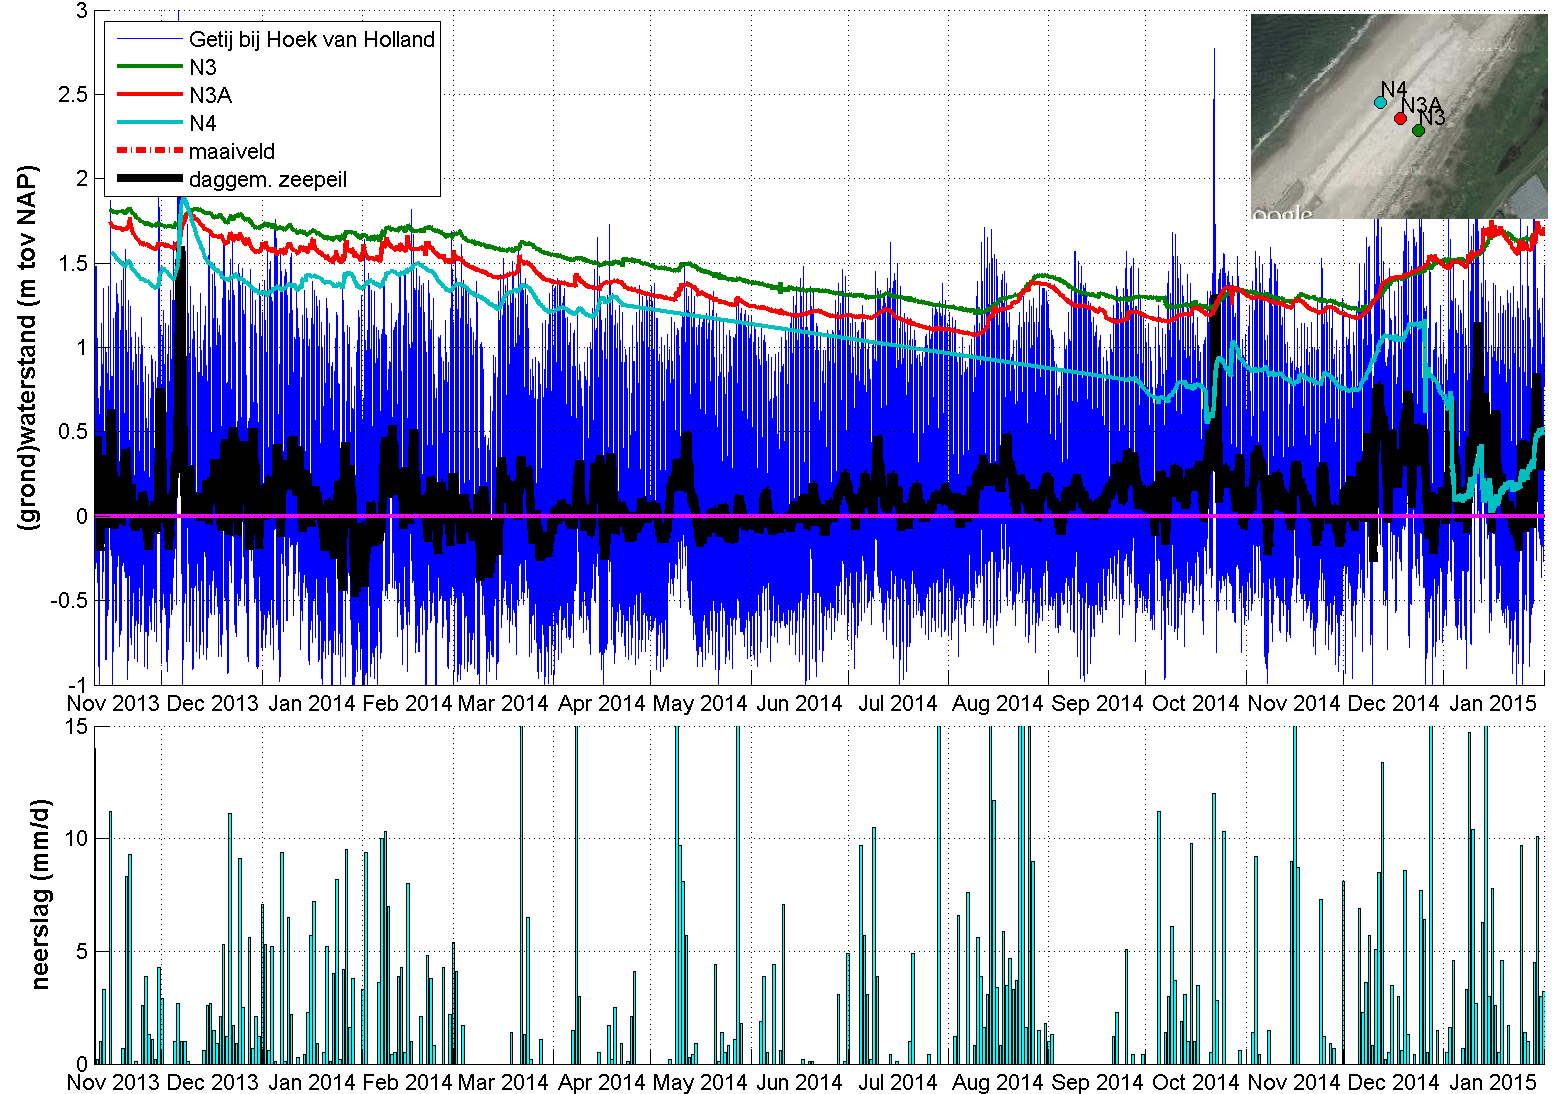 3
2.5
2
1.5
1
0.5
0
-0.5
-1
(grond)waterstand (m tov NAP)
Getij bij Hoek van Holland
N3
N3A
N4
maaiveld
daggem. zeepeil
N4
N3A
N3
oogle
Nov 2013 Dec 2013 Jan 2014 Feb 2014 Mar 2014 Apr 2014 May 2014 Jun 2014 Jul 2014 Aug 2014 Sep 2014 Oct 2014 Nov 2014 Dec 2014 Jan 2015
15
10
5
0
neerslag (mm/d)
Nov 2013 Dec 2013 Jan 2014 Feb 2014 Mar 2014 Apr 2014 May 2014 Jun 2014 Jul 2014 Aug 2014 Sep 2014 Oct 2014 Nov 2014 Dec 2014 Jan 2015